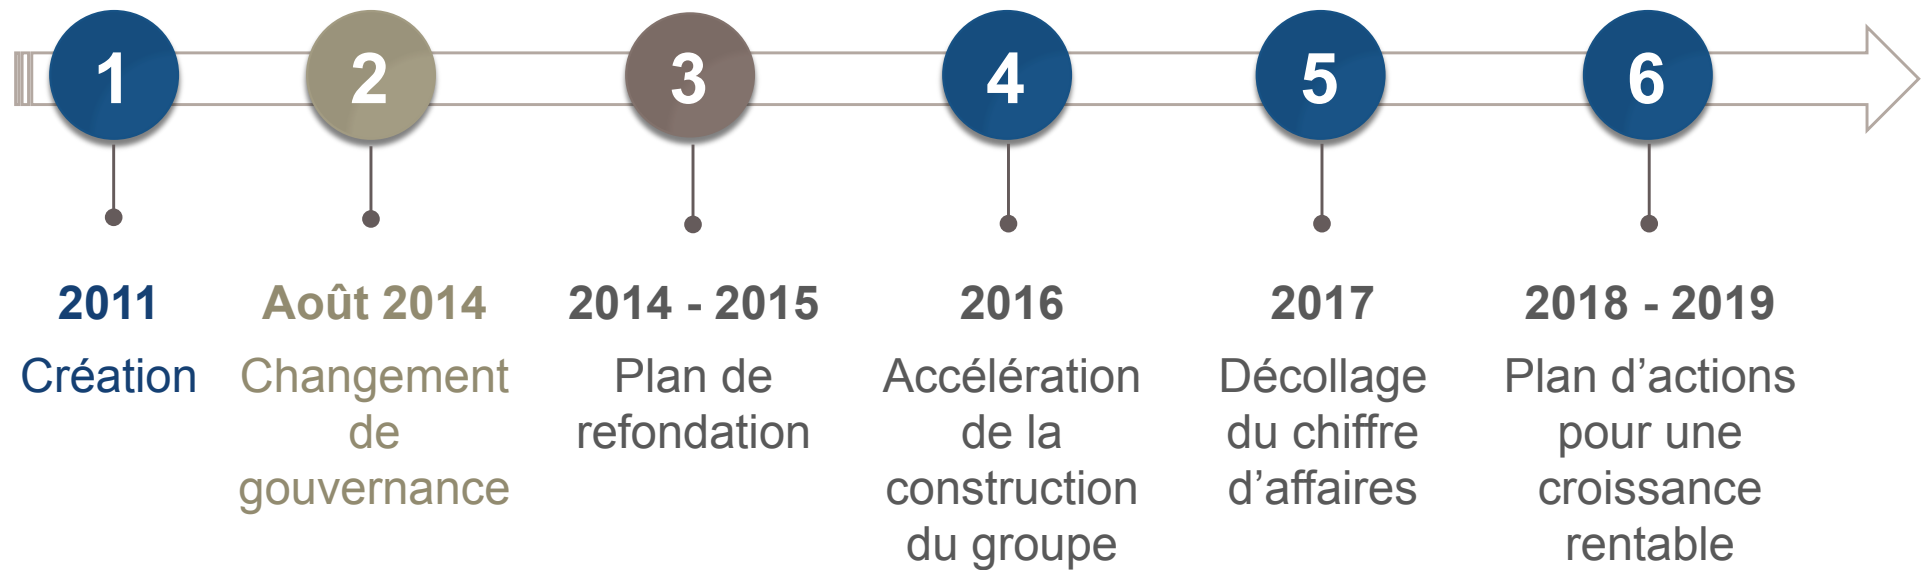 1
2
3
4
5
6
2011
Création
Août 2014
Changement
de
gouvernance
2014 - 2015
Plan de
refondation
2016
Accélération
de la
construction
du groupe
2017
Décollage
du chiffre
d’affaires
2018 - 2019
Plan d’actions
pour une
croissance
rentable